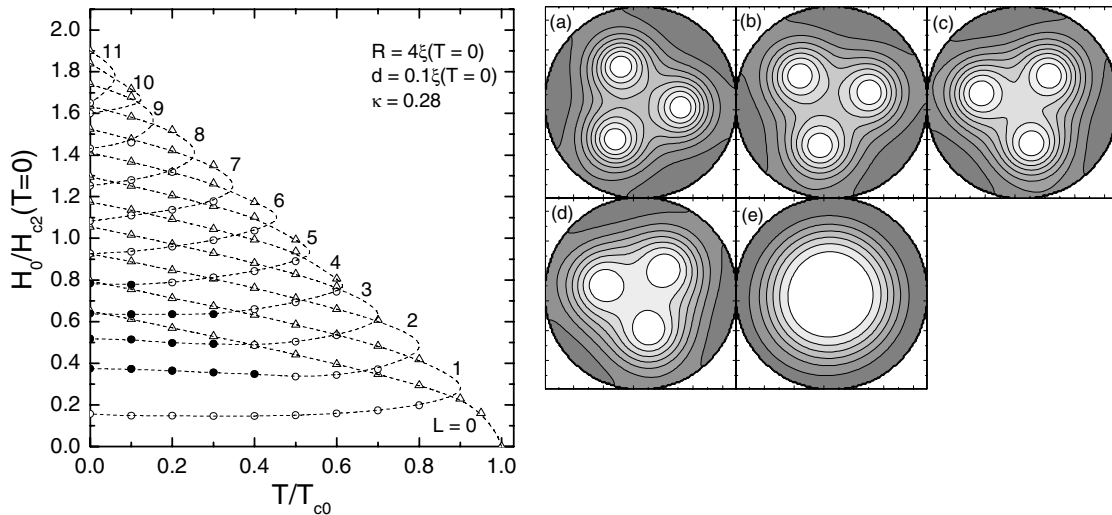 2.0
1.8
1.6
1.4
1.2
1.0
0.8
0.6
0.4
0.2
0.0
H₀/H_c2(T=0)
R = 4ξ(T = 0)
d = 0.1ξ(T = 0)
κ = 0.28
11
10
9
8
7
6
5
4
3
2
1
L = 0
0.0 0.2 0.4 0.6 0.8 1.0
T/T_c0
(a) (b) (c)
(d) (e)